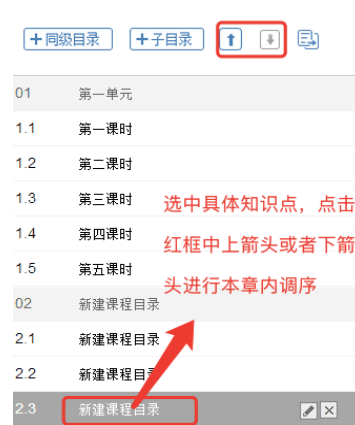 +同级目录 +子目录
01 第一单元
1.1 第一课时
1.2 第二课时
1.3 第三课时
1.4 第四课时
1.5 第五课时
02 新建课程目录
2.1 新建课程目录
2.2 新建课程目录
2.3 新建课程目录
选中具体知识点，点击
红框中上箭头或者下箭
头进行本章内调序